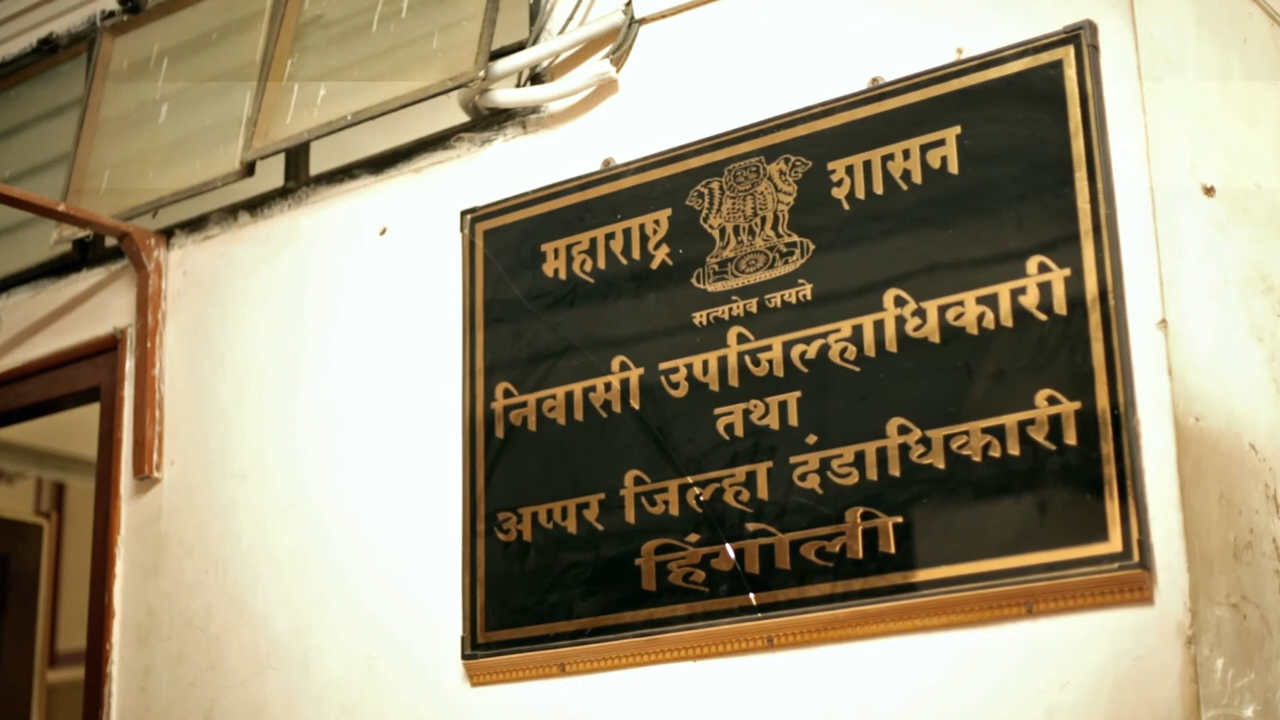 महाराष्ट्र शासन
सत्यमेव जयते
निवासी उपजिल्हाधिकारी
तथा
अप्पर जिल्हा दंडाधिकारी
हिंगोली